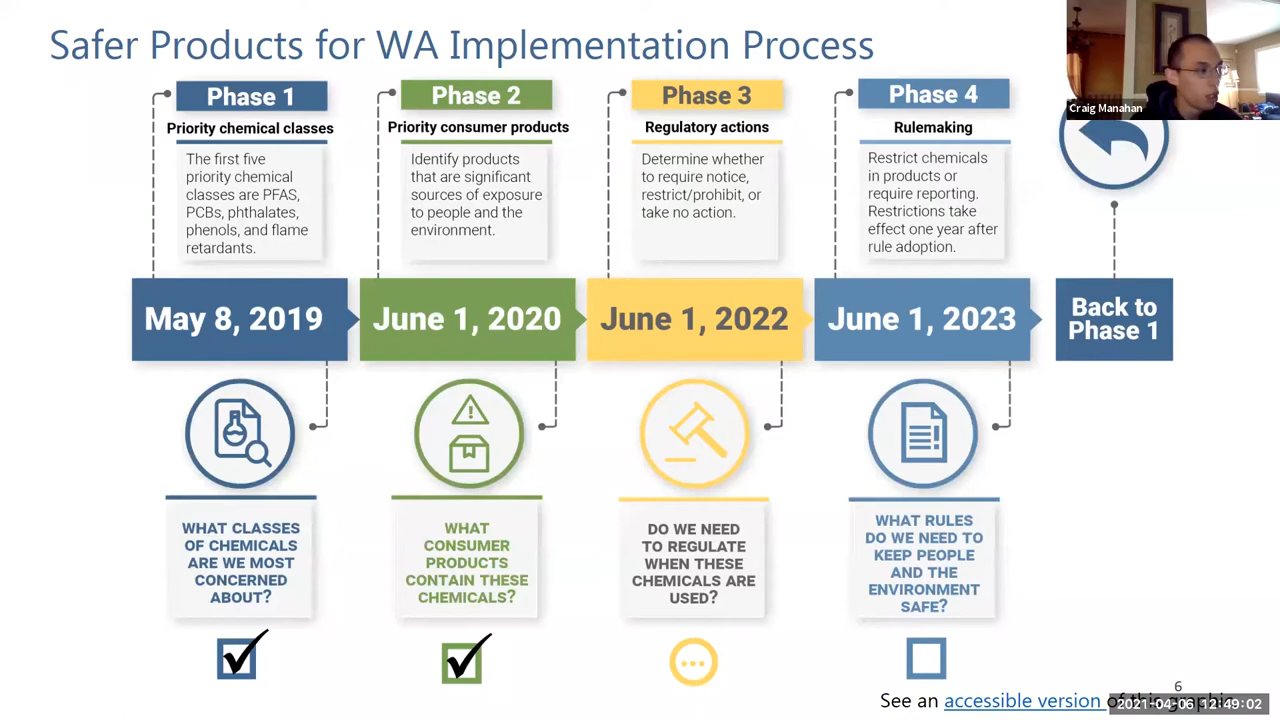 Safer Products for WA Implementation Process
Craig Manahan
Phase 1
Priority chemical classes
The first five
priority chemical
classes are PFAS,
PCBs, phthalates,
phenols, and flame
retardants.
May 8, 2019
WHAT CLASSES
OF CHEMICALS
ARE WE MOST
CONCERNED
ABOUT?
Phase 2
Priority consumer products
Identify products
that are significant
sources of exposure
to people and the
environment.
June 1, 2020
WHAT
CONSUMER
PRODUCTS
CONTAIN THESE
CHEMICALS?
Phase 3
Regulatory actions
Determine whether
to require notice,
restrict/prohibit, or
take no action.
June 1, 2022
DO WE NEED
TO REGULATE
WHEN THESE
CHEMICALS ARE
USED?
Phase 4
Rulemaking
Restrict chemicals
in products or
require reporting.
Restrictions take
effect one year after
rule adoption.
June 1, 2023
WHAT RULES
DO WE NEED TO
KEEP PEOPLE
AND THE
ENVIRONMENT
SAFE?
Back to
Phase 1
6
See an accessible version of this graphic
2021-04-06 12:49:02